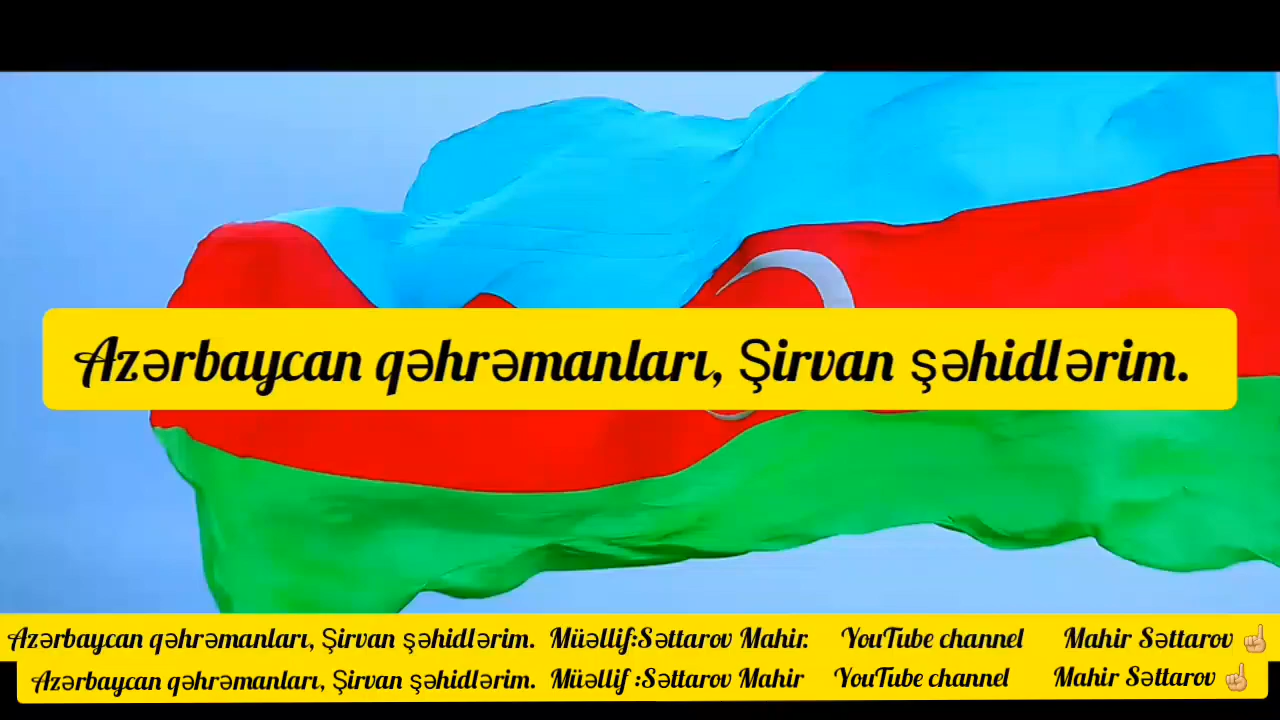 Azərbaycan qəhrəmanları, Şirvan şəhidlərim.
Azərbaycan qəhrəmanları, Şirvan şəhidlərim. Müəllif:Səttarov Mahir. YouTube channel Mahir Səttarov ☝🏼
Azərbaycan qəhrəmanları, Şirvan şəhidlərim. Müəllif :Səttarov Mahir YouTube channel Mahir Səttarov ☝🏼